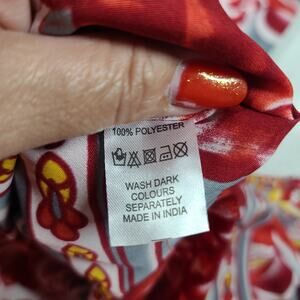 100% POLYESTER
WASH DARK
COLOURS
SEPARATELY
MADE IN INDIA